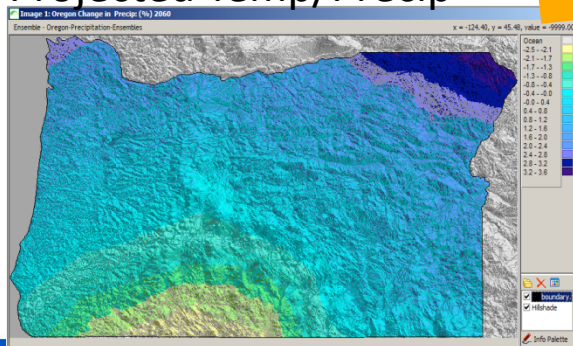 Projected Temp/Precip
Image 1: Oregon Change in Precip: (%) 2060
Ensemble - Oregon-Precipitation-Ensembles
x = -124.40, y = 45.48, value = -9999.00
Ocean
-2.5 - -2.1
-2.1 - -1.7
-1.7 - -1.3
-1.3 - -0.8
-0.8 - -0.4
-0.4 - -0.0
-0.0 - 0.4
0.4 - 0.8
0.8 - 1.2
1.2 - 1.6
1.6 - 2.0
2.0 - 2.4
2.4 - 2.8
2.8 - 3.2
3.2 - 3.6
boundary.
Hillshade
Info Palette